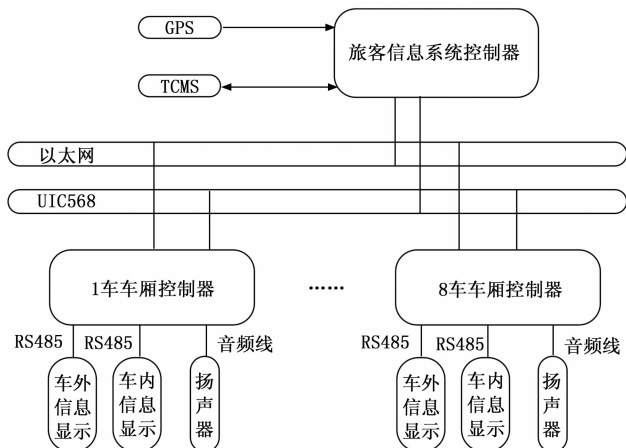 GPS
旅客信息系统控制器
TCMS
以太网
UIC568
1车车厢控制器
……
8车车厢控制器
RS485
RS485
音频线
RS485
RS485
音频线
车外
信息
显示
车内
信息
显示
扬
声
器
车外
信息
显示
车内
信息
显示
扬
声
器